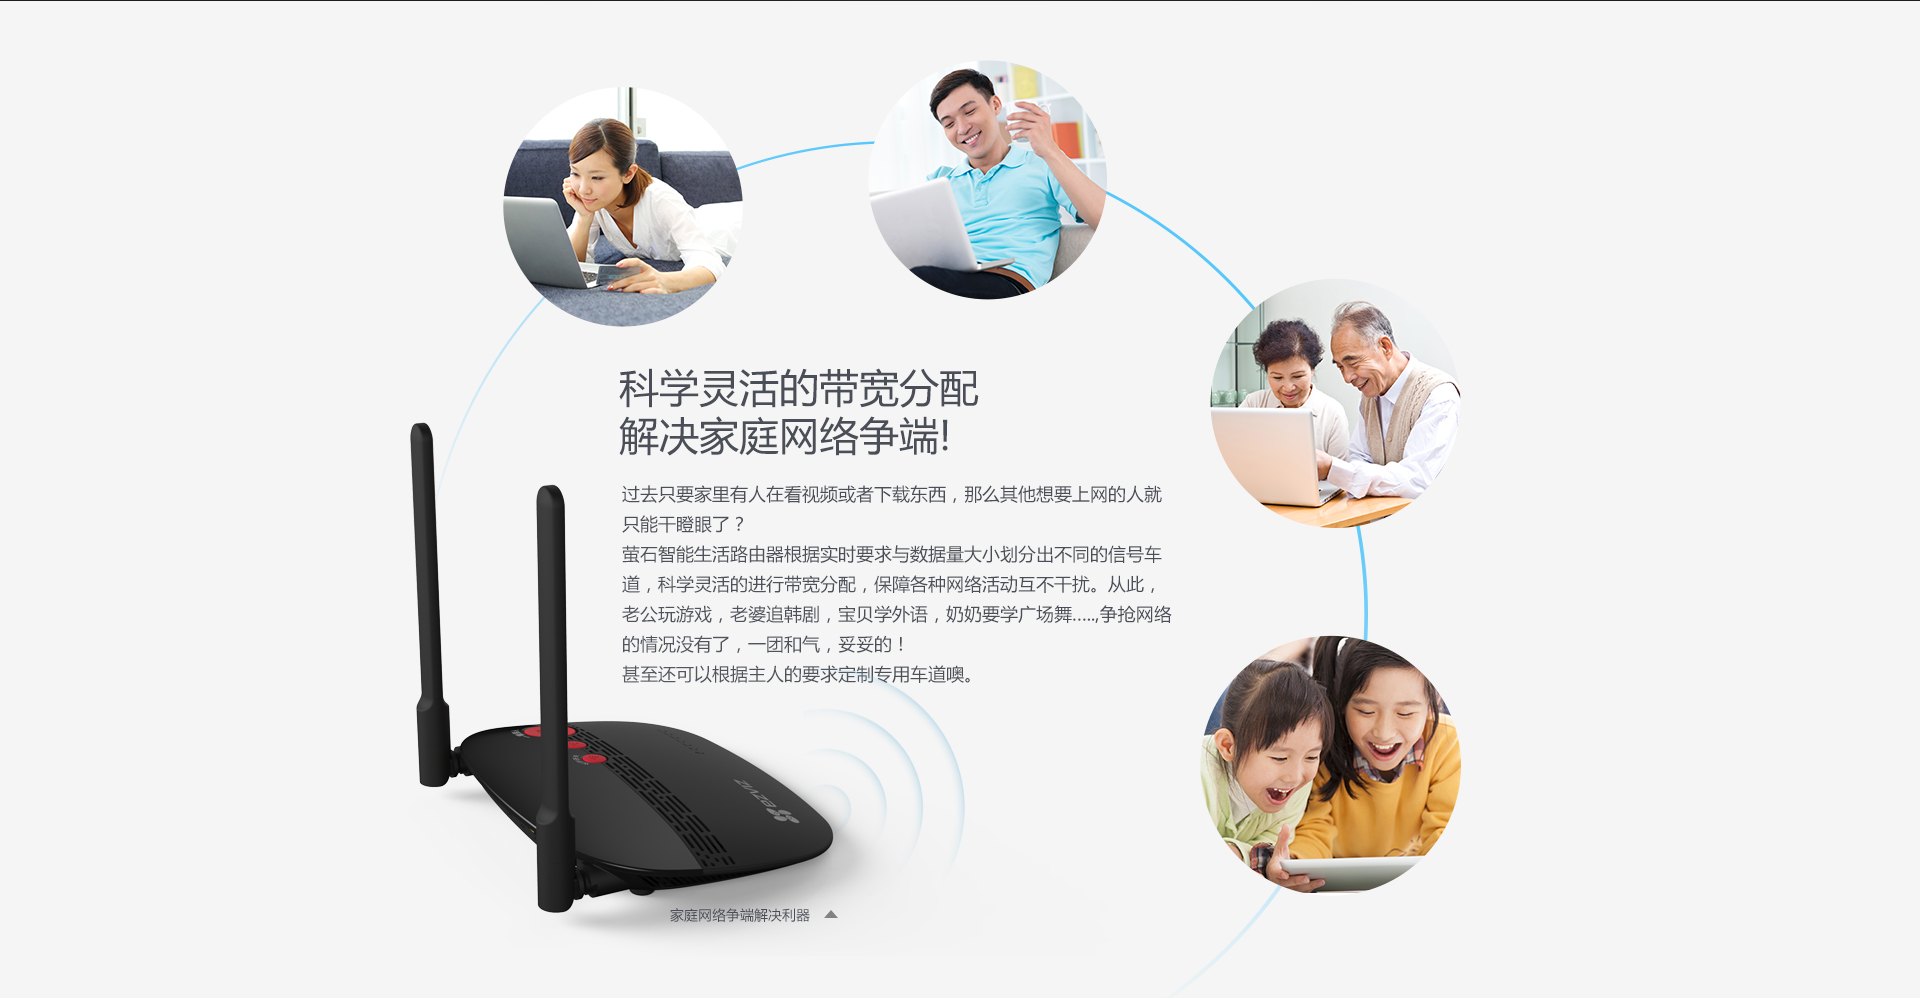 科学灵活的带宽分配
解决家庭网络争端!
过去只要家里有人在看视频或者下载东西，那么其他想要上网的人就
只能干瞪眼了？
萤石智能生活路由器根据实时要求与数据量大小划分出不同的信号车
道，科学灵活的进行带宽分配，保障各种网络活动互不干扰。从此，
老公玩游戏，老婆追韩剧，宝贝学外语，奶奶要学广场舞.....,争抢网络
的情况没有了，一团和气，妥妥的！
甚至还可以根据主人的要求定制专用车道噢。
ezviz
家庭网络争端解决利器